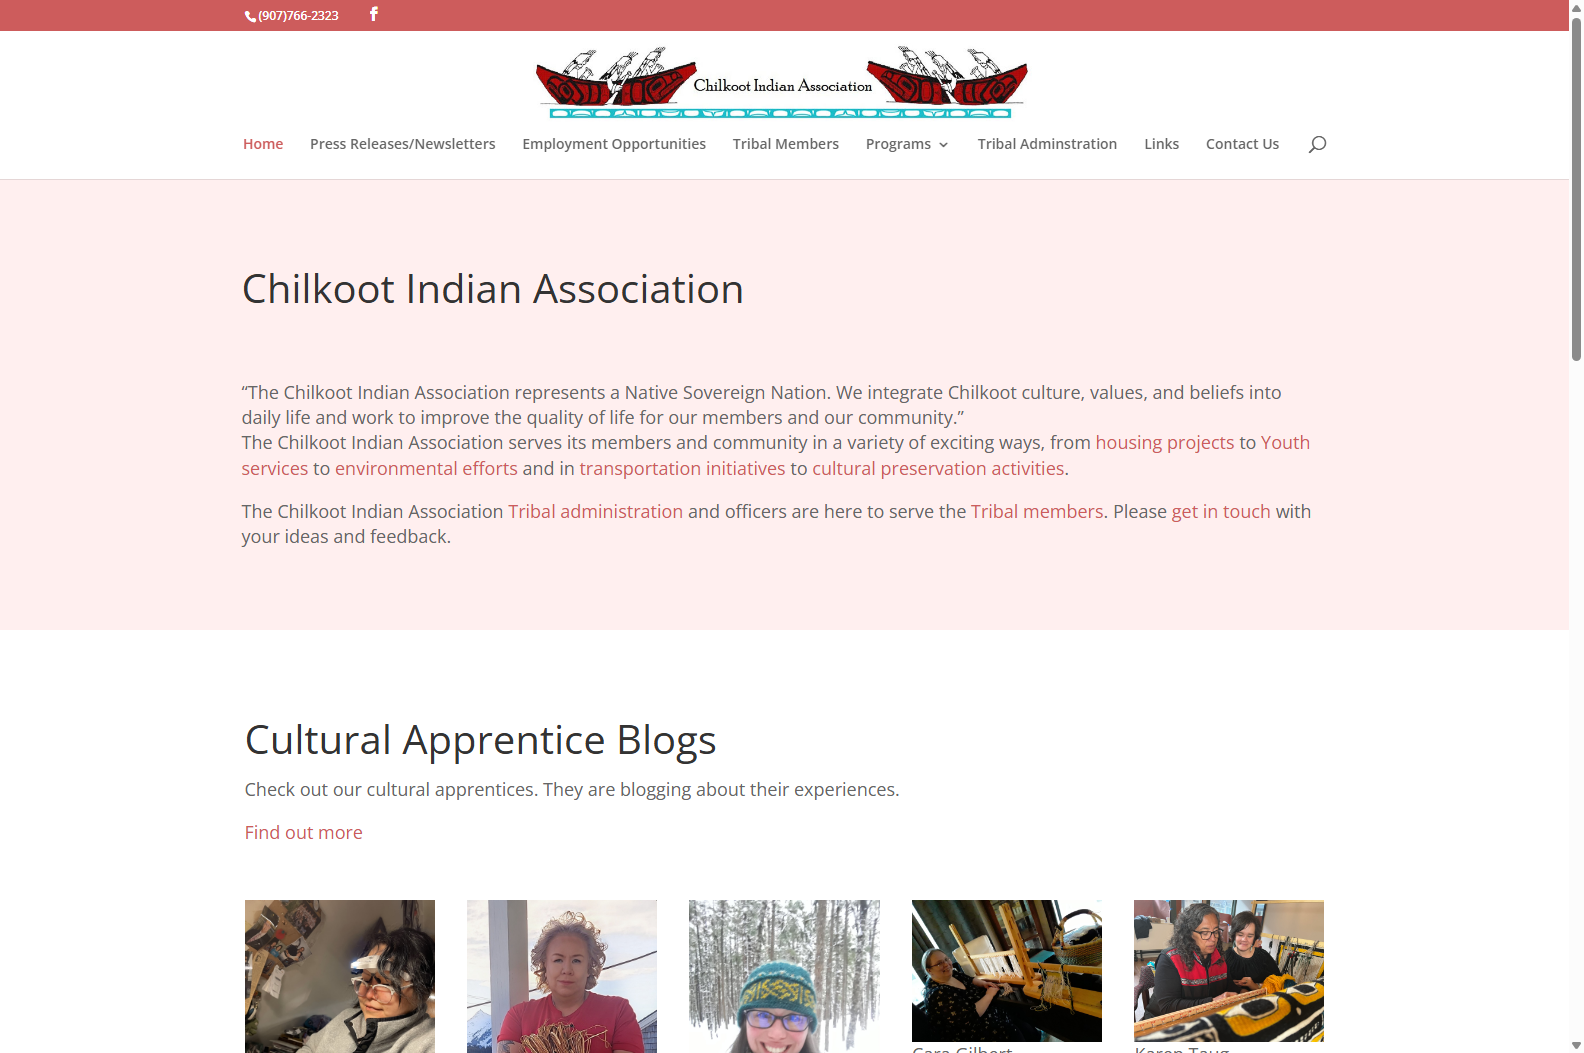 (907)766-2323
Chilkoot Indian Association
Home Press Releases/Newsletters Employment Opportunities Tribal Members Programs Tribal Adminstration Links Contact Us
Chilkoot Indian Association
“The Chilkoot Indian Association represents a Native Sovereign Nation. We integrate Chilkoot culture, values, and beliefs into
daily life and work to improve the quality of life for our members and our community.”
The Chilkoot Indian Association serves its members and community in a variety of exciting ways, from housing projects to Youth
services to environmental efforts and in transportation initiatives to cultural preservation activities.
The Chilkoot Indian Association Tribal administration and officers are here to serve the Tribal members. Please get in touch with
your ideas and feedback.
Cultural Apprentice Blogs
Check out our cultural apprentices. They are blogging about their experiences.
Find out more
Cara Gilbert
Karen Taug